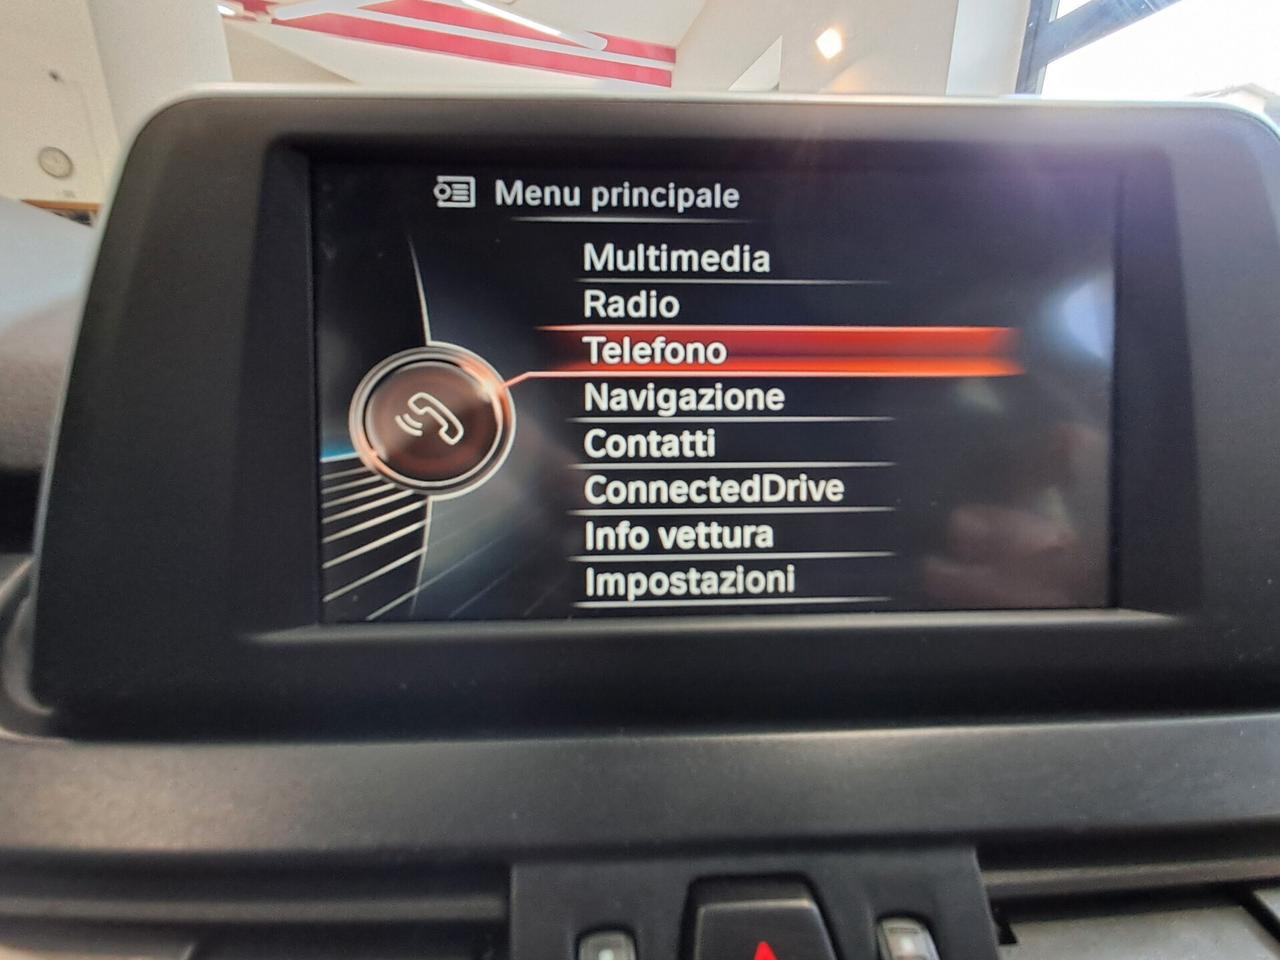 Menu principale
Multimedia
Radio
Telefono
Navigazione
Contatti
ConnectedDrive
Info vettura
Impostazioni